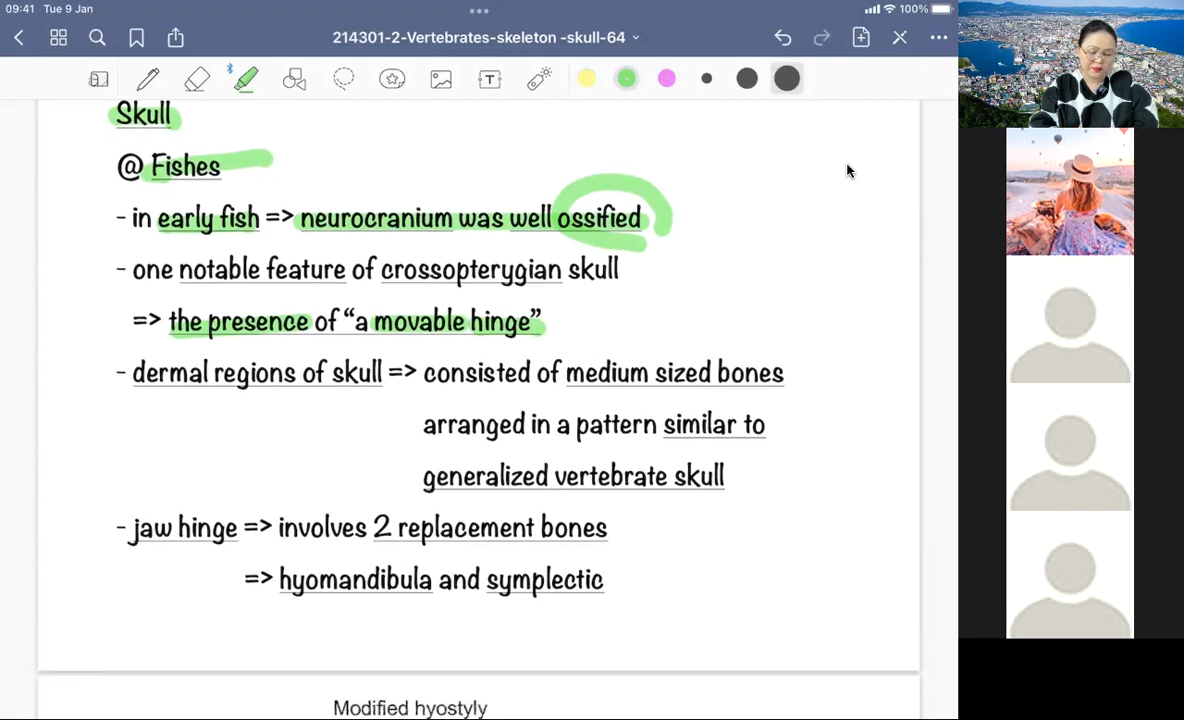 09:41 Tue 9 Jan
100%
214301-2-Vertebrates-skeleton -skull-64
Skull
@ Fishes
- in early fish => neurocranium was well ossified
- one notable feature of crossopterygian skull
=> the presence of “a movable hinge”
- dermal regions of skull => consisted of medium sized bones
arranged in a pattern similar to
generalized vertebrate skull
- jaw hinge => involves 2 replacement bones
=> hyomandibula and symplectic
Modified hyostyly